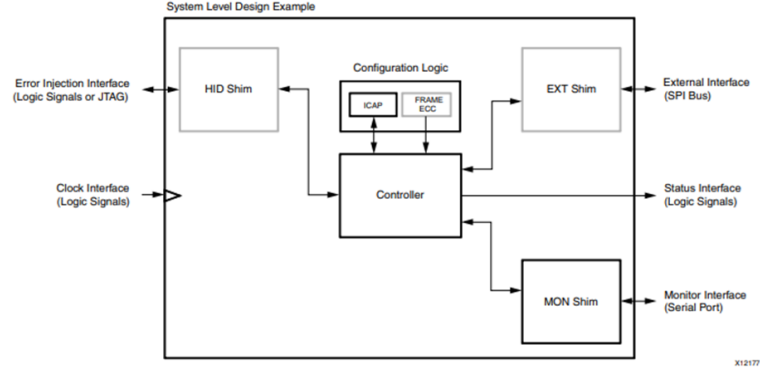 System Level Design Example
Error Injection Interface
(Logic Signals or JTAG)
HID Shim
Configuration Logic
ICAP
FRAME
ECC
EXT Shim
External Interface
(SPI Bus)
Clock Interface
(Logic Signals)
Controller
Status Interface
(Logic Signals)
MON Shim
Monitor Interface
(Serial Port)
X12177